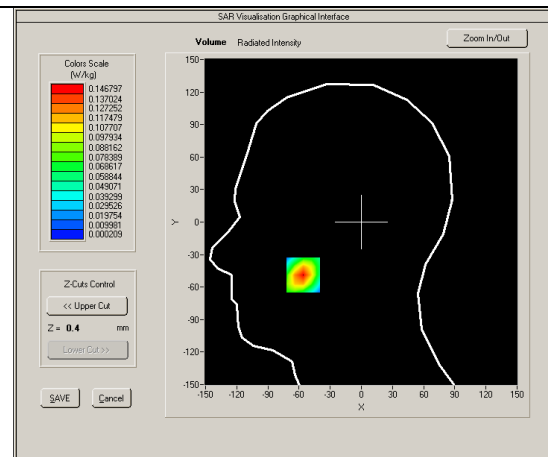 SAR Visualisation Graphical Interface
Volume Radiated Intensity
Zoom In/Out
Colors Scale
(W/kg)
0.146797
0.137024
0.127252
0.117479
0.107707
0.097934
0.088162
0.078389
0.068617
0.058844
0.049071
0.039299
0.029526
0.019754
0.009981
0.000209
Z-Cuts Control
<< Upper Cut
Z = 0.4 mm
Lower Cut >>
SAVE Cancel
150
120
90
60
30
0
-30
-60
-90
-120
-150
Y
-150 -120 -90 -60 -30 0 30 60 90 120 150
X